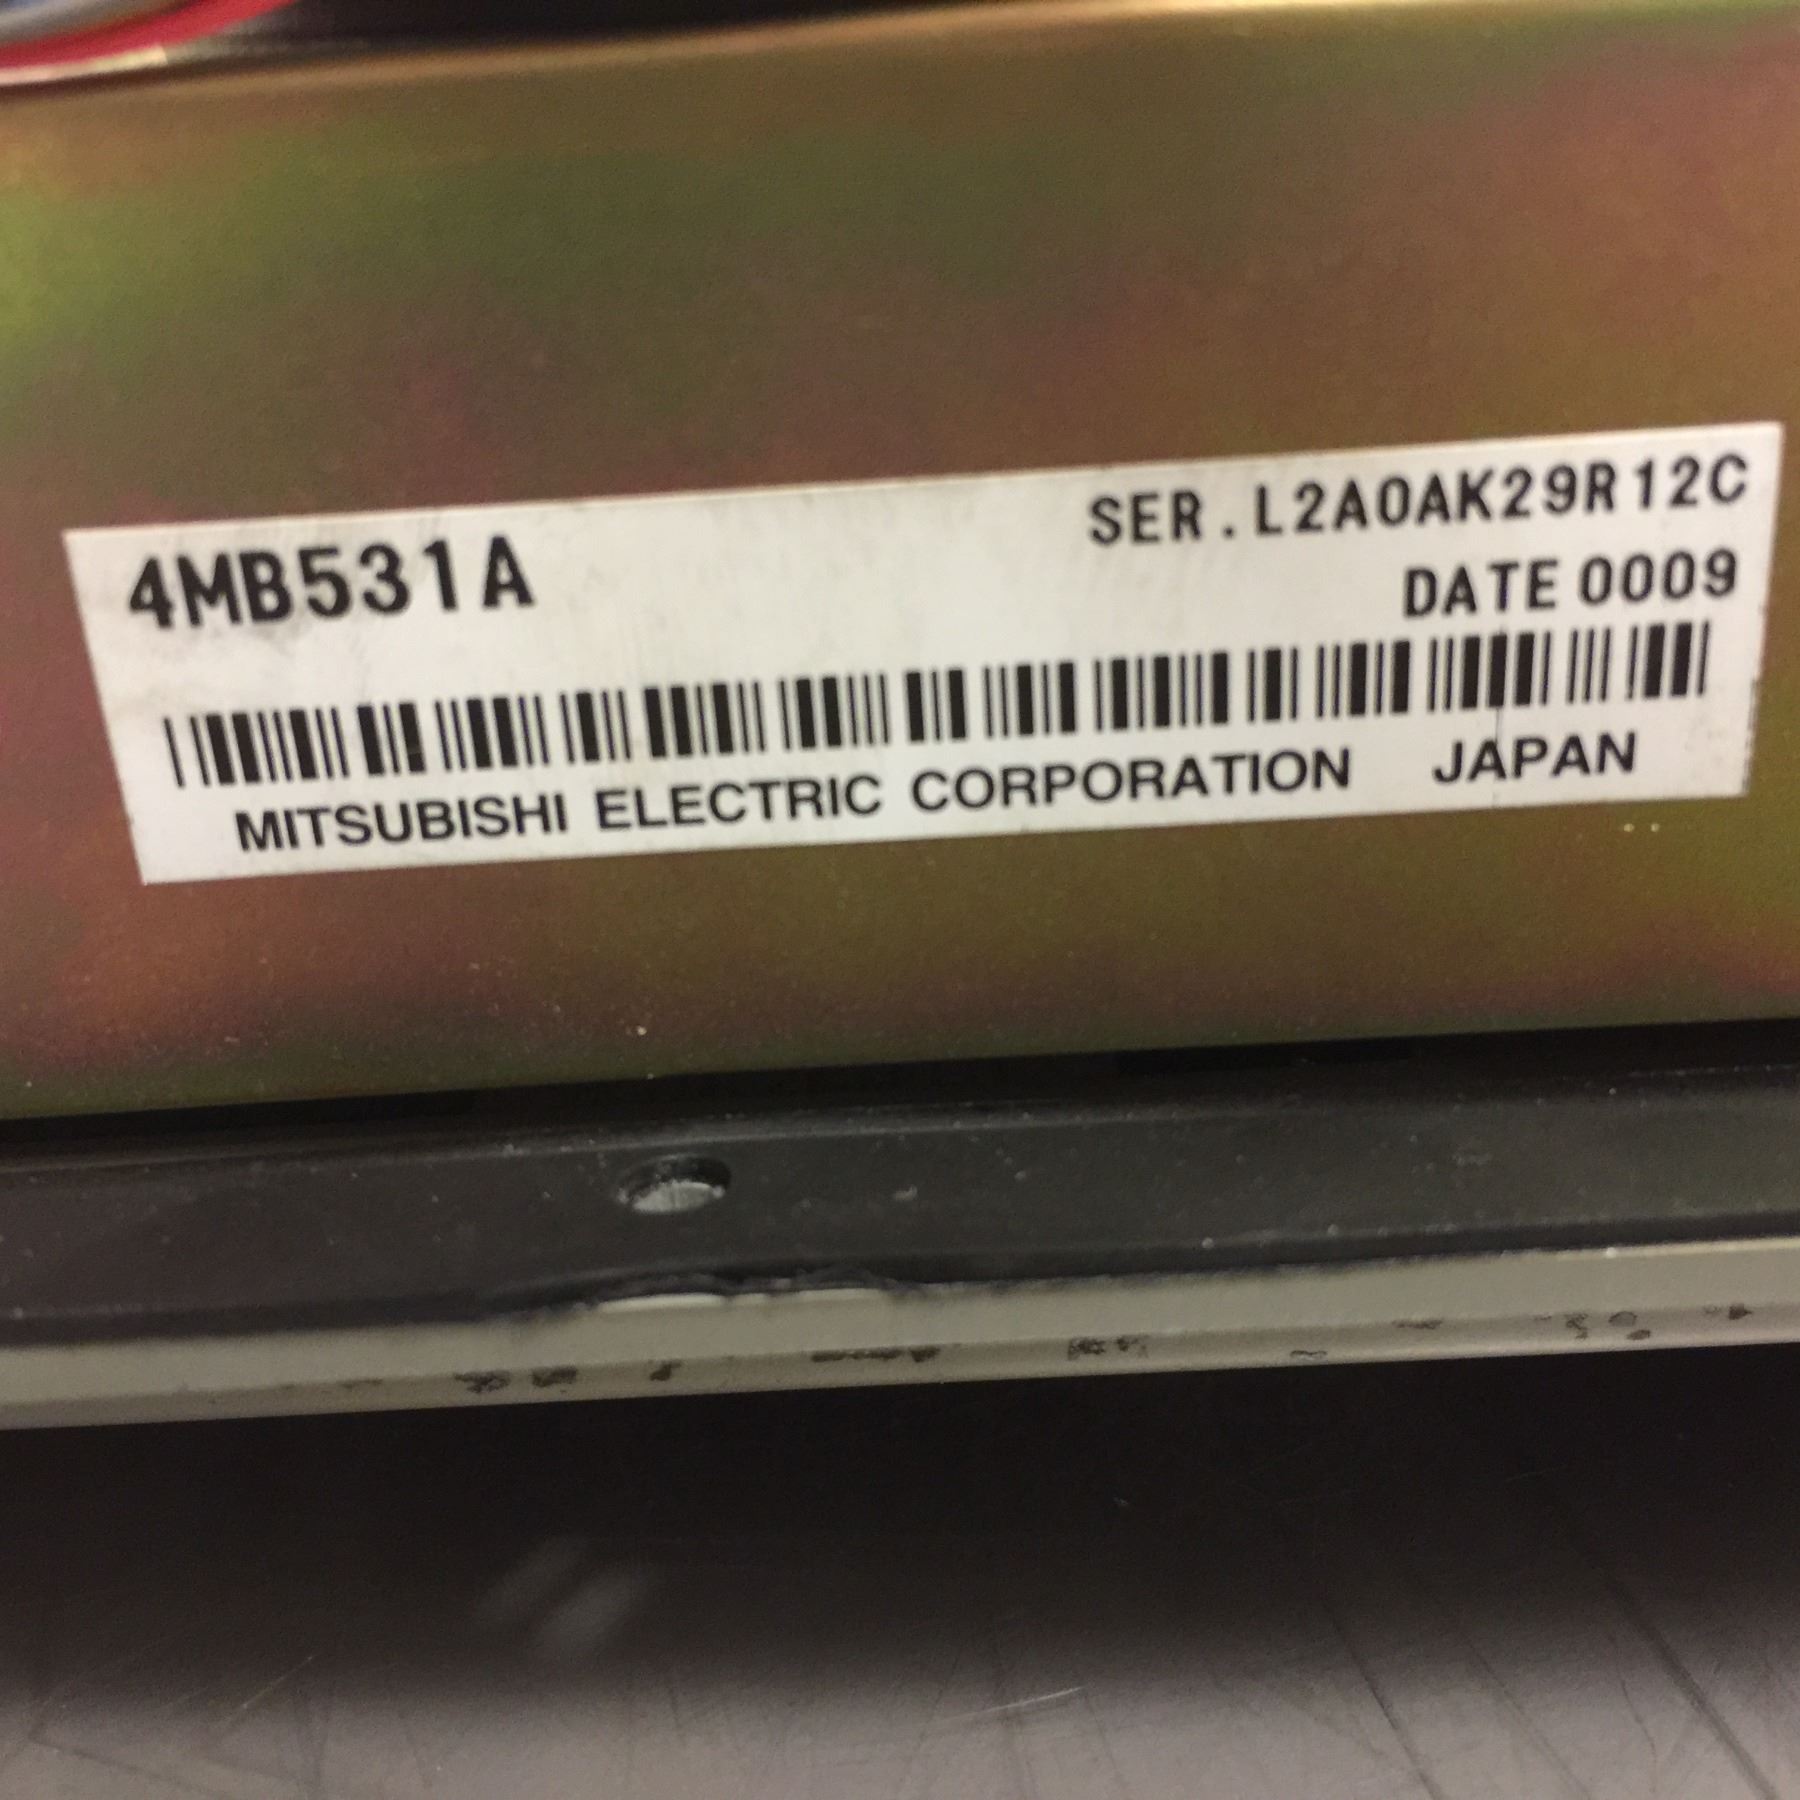 4MB531A
SER. L2A0AK29R12C
DATE 0009
MITSUBISHI ELECTRIC CORPORATION JAPAN